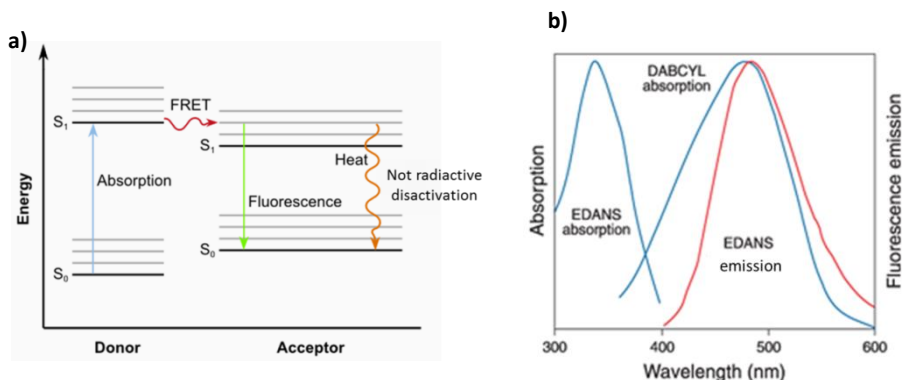 a)
Energy
S₁
S₀
Absorption
FRET
S₁
Heat
Not radiactive
disactivation
Fluorescence
S₀
Donor
Acceptor
b)
Absorption
DABCYL
absorption
EDANS
absorption
EDANS
emission
Fluorescence emission
300
400
500
600
Wavelength (nm)